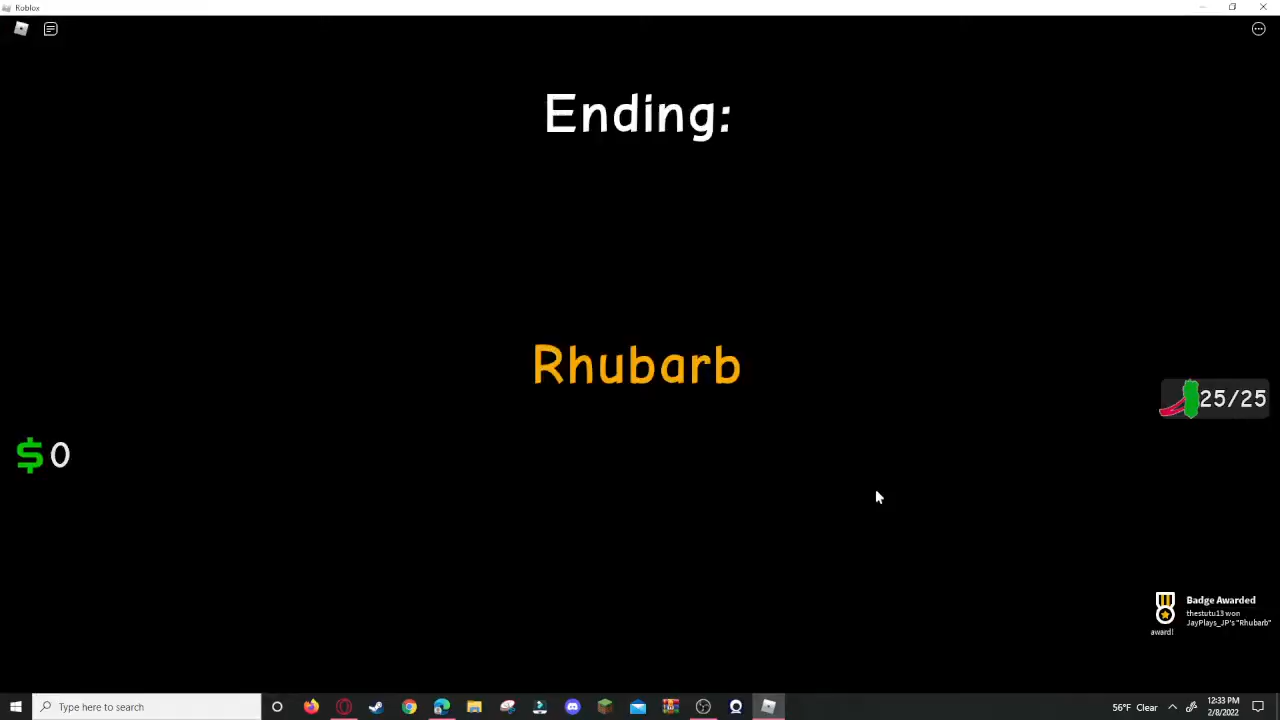 Roblox
Ending:
Rhubarb
25/25
$0
Badge Awarded
thestutu13 won
JayPlays_JP's "Rhubarb"
award!
Type here to search
56°F Clear
12:33 PM
2/8/2022